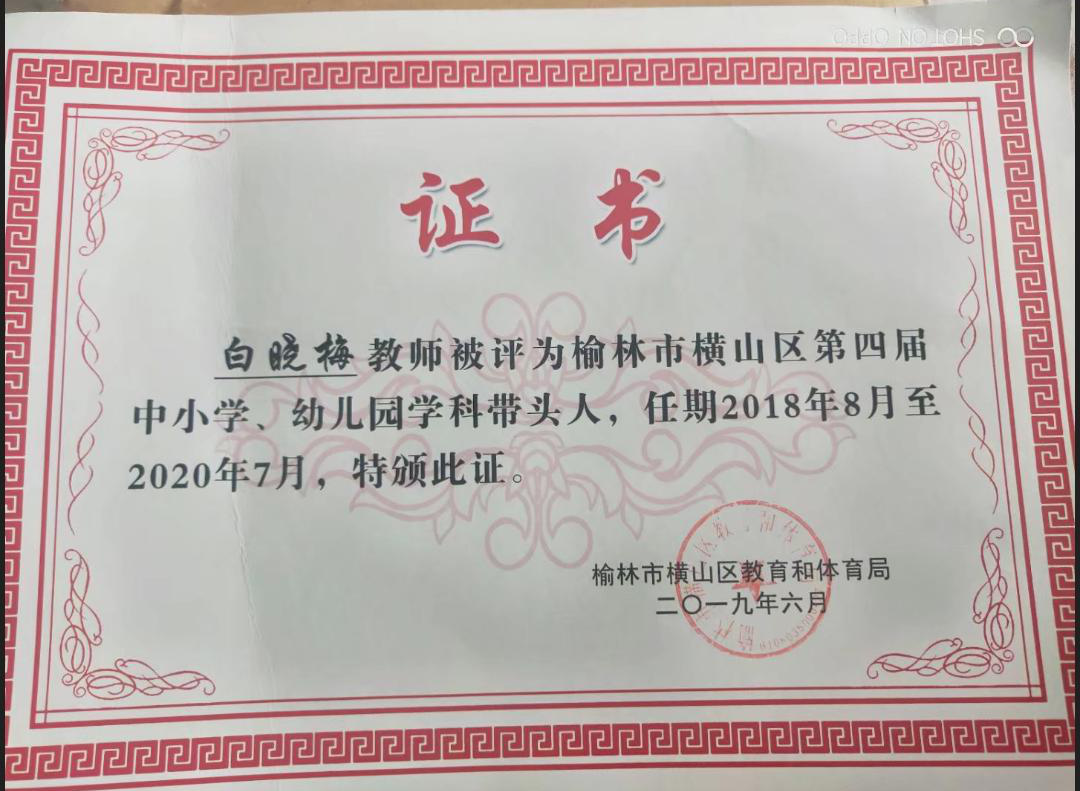 SHOT ON OPPO
证书
白晓梅教师被评为榆林市横山区第四届
中小学、幼儿园学科带头人，任期2018年8月至
2020年7月，特颁此证。
榆林市横山区教育和体育局
二〇一九年六月